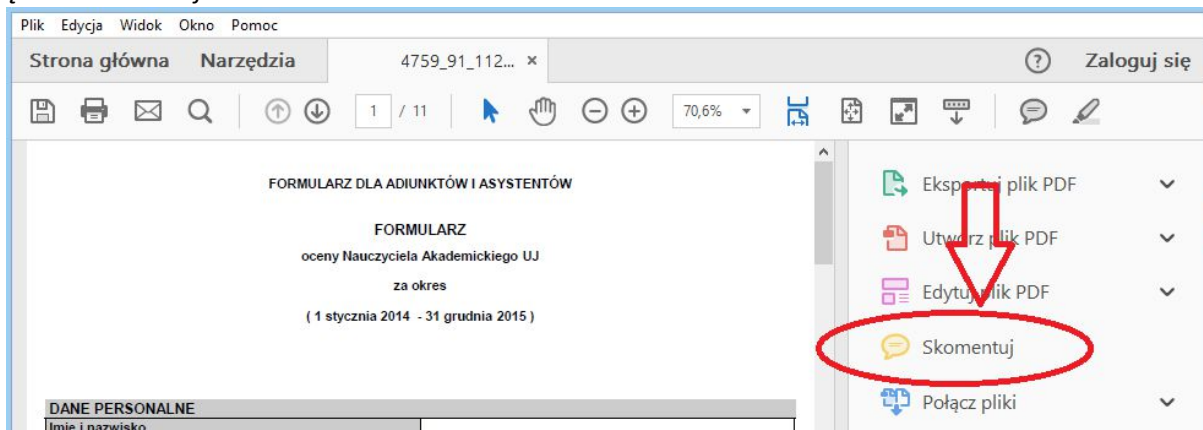 Plik Edycja Widok Okno Pomoc
Strona główna Narzędzia 4759_91_112... × ? Zaloguj się
1 / 11 70,6%
FORMULARZ DLA ADIUNKTÓW I ASYSTENTÓW
FORMULARZ
oceny Nauczyciela Akademickiego UJ
za okres
( 1 stycznia 2014 - 31 grudnia 2015 )
DANE PERSONALNE
Imię i nazwisko
Eksportuj plik PDF
Utwórz plik PDF
Edytuj plik PDF
Skomentuj
Połącz pliki